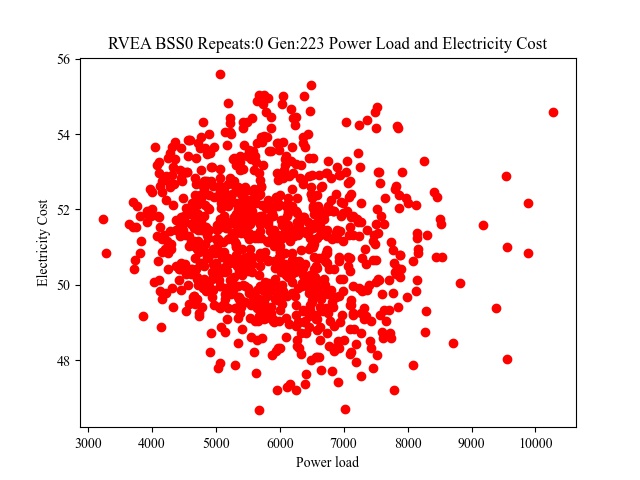 RVEA BSS0 Repeats:0 Gen:223 Power Load and Electricity Cost
56
54
52
50
48
Electricity Cost
3000 4000 5000 6000 7000 8000 9000 10000
Power load